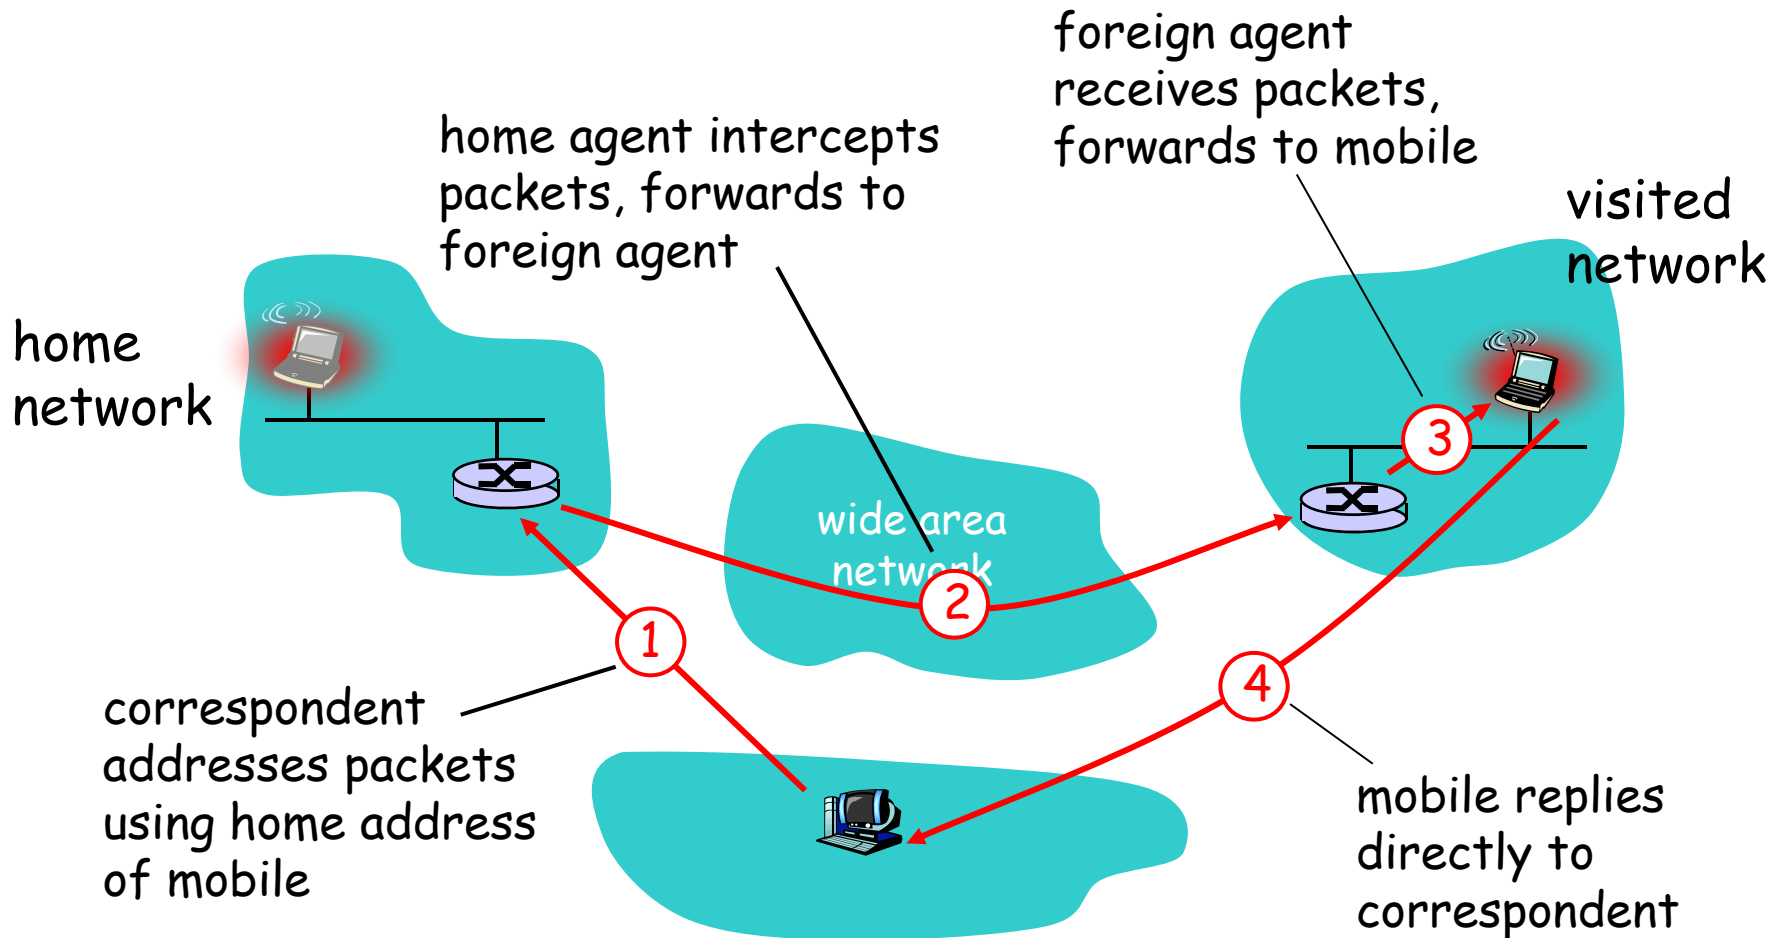 foreign agent
receives packets,
forwards to mobile
home agent intercepts
packets, forwards to
foreign agent
visited
network
home
network
3
wide area
network
2
1
4
correspondent
addresses packets
using home address
of mobile
mobile replies
directly to
correspondent